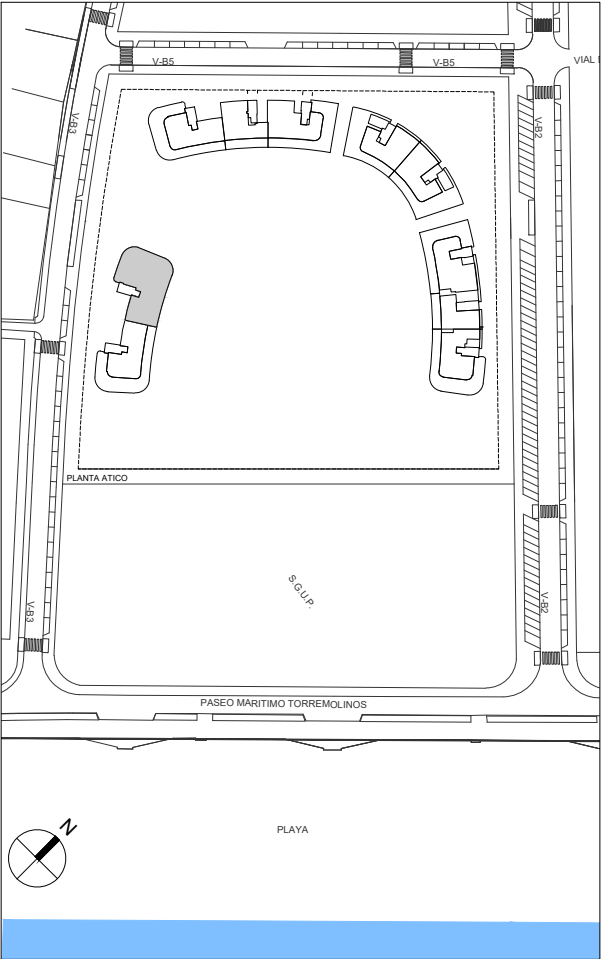 V-B5
V-B5
VIAL
V-B3
V-B2
PLANTA ATICO
S.G.U.P.
V-B3
V-B2
PASEO MARITIMO TORREMOLINOS
N
PLAYA